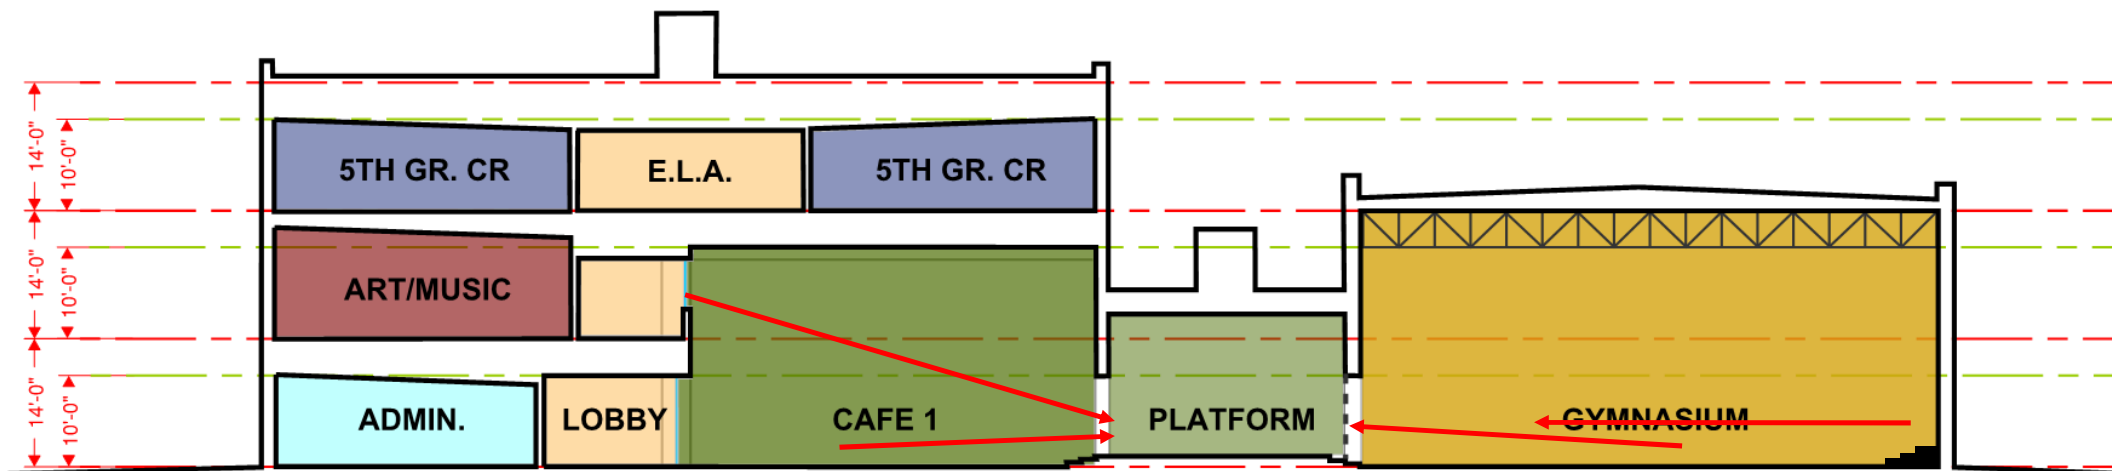 14'-0"
10'-0"
5TH GR. CR
E.L.A.
5TH GR. CR
14'-0"
10'-0"
ART/MUSIC
14'-0"
10'-0"
ADMIN.
LOBBY
CAFE 1
PLATFORM
GYMNASIUM